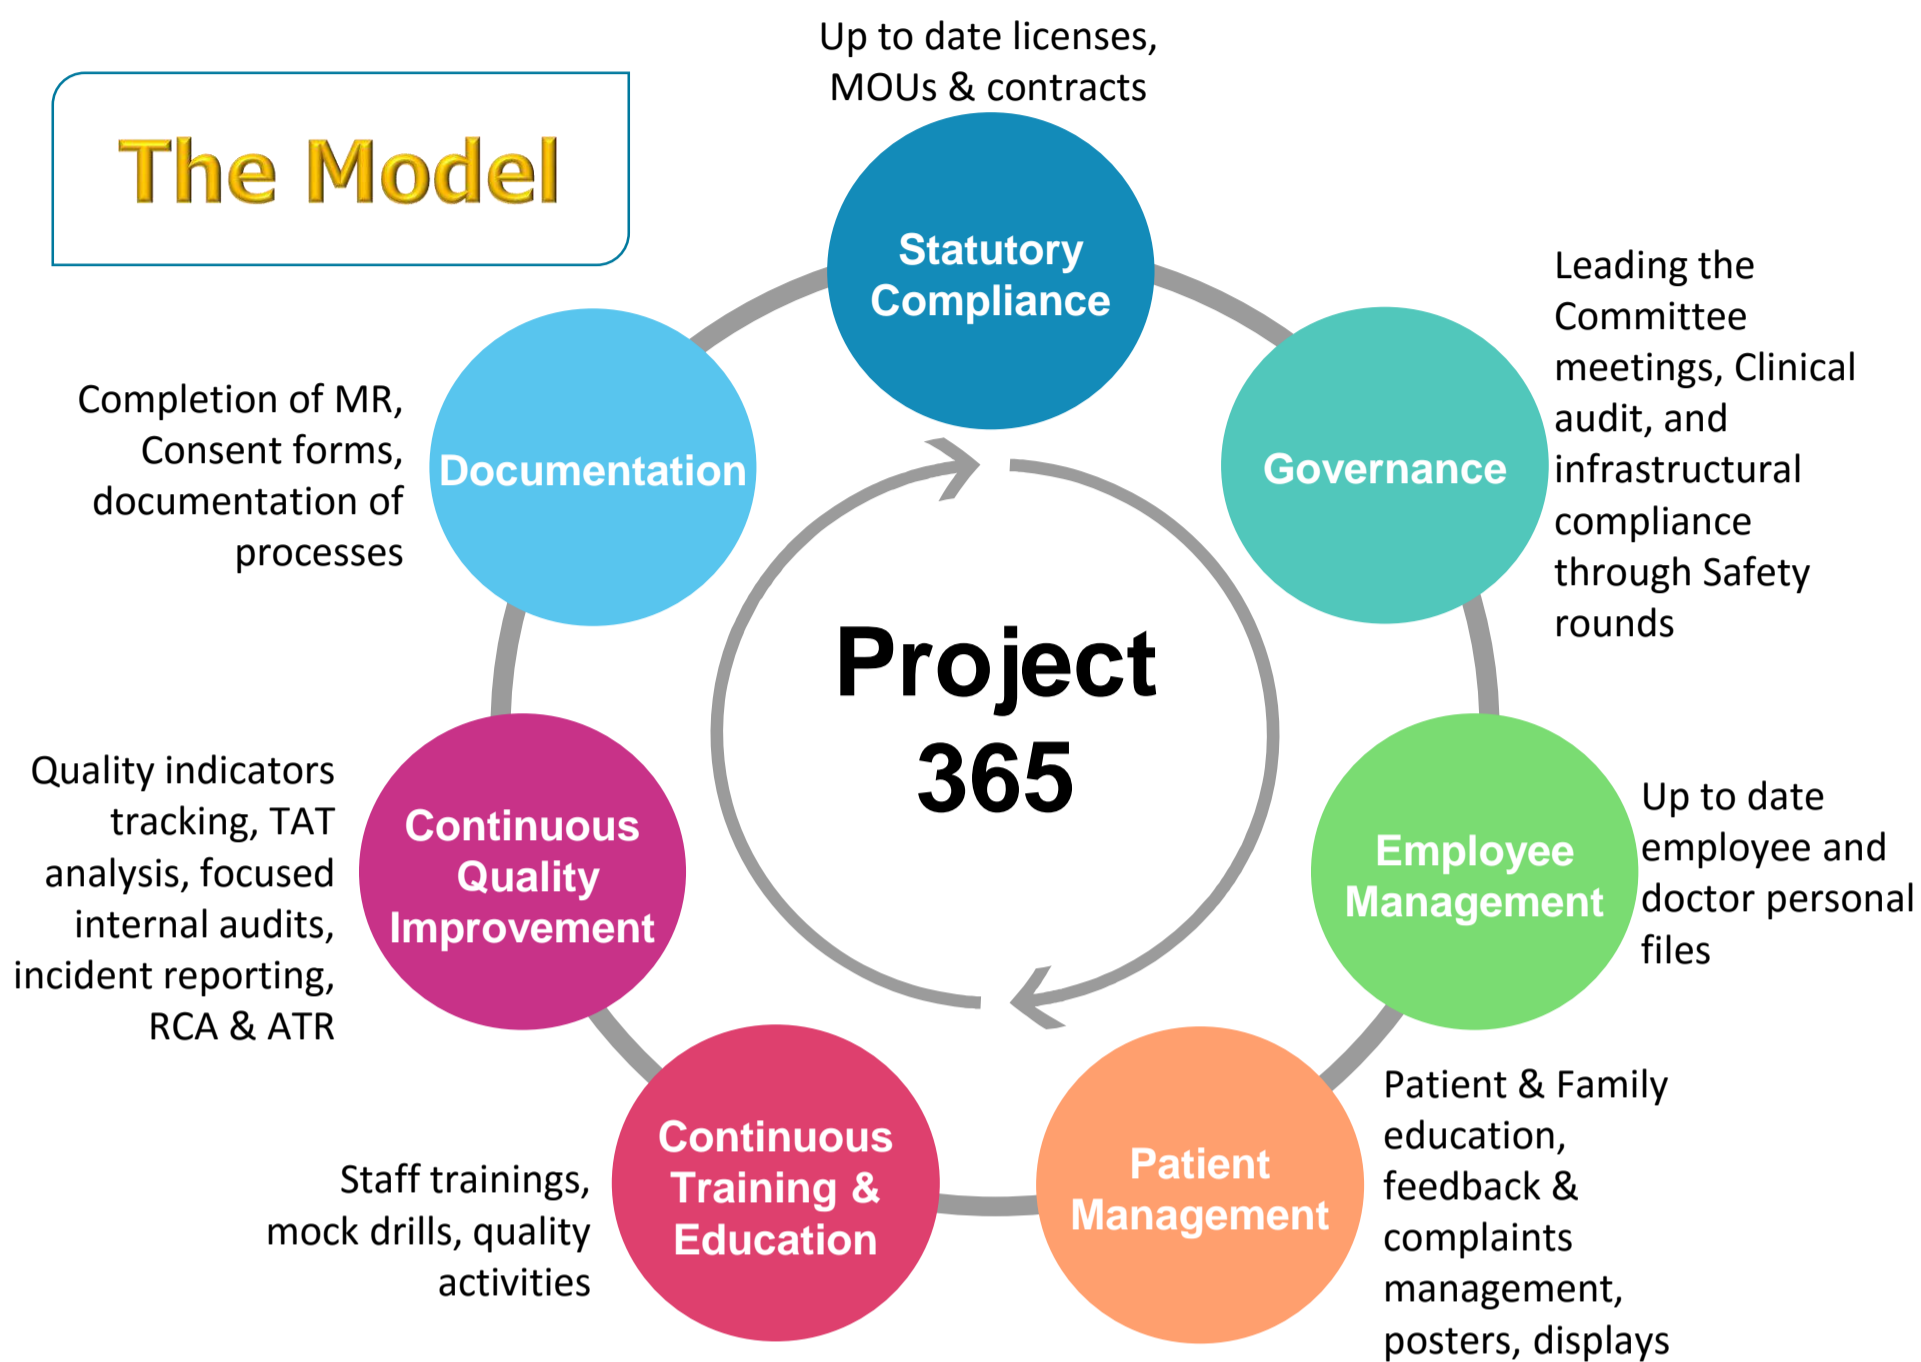 The Model
Up to date licenses,
MOUs & contracts
Statutory
Compliance
Leading the
Committee
meetings, Clinical
audit, and
infrastructural
compliance
through Safety
rounds
Governance
Up to date
employee and
doctor personal
files
Employee
Management
Patient & Family
education,
feedback &
complaints
management,
posters, displays
Patient
Management
Continuous
Training &
Education
Staff trainings,
mock drills, quality
activities
Continuous
Quality
Improvement
Quality indicators
tracking, TAT
analysis, focused
internal audits,
incident reporting,
RCA & ATR
Documentation
Completion of MR,
Consent forms,
documentation of
processes
Project
365